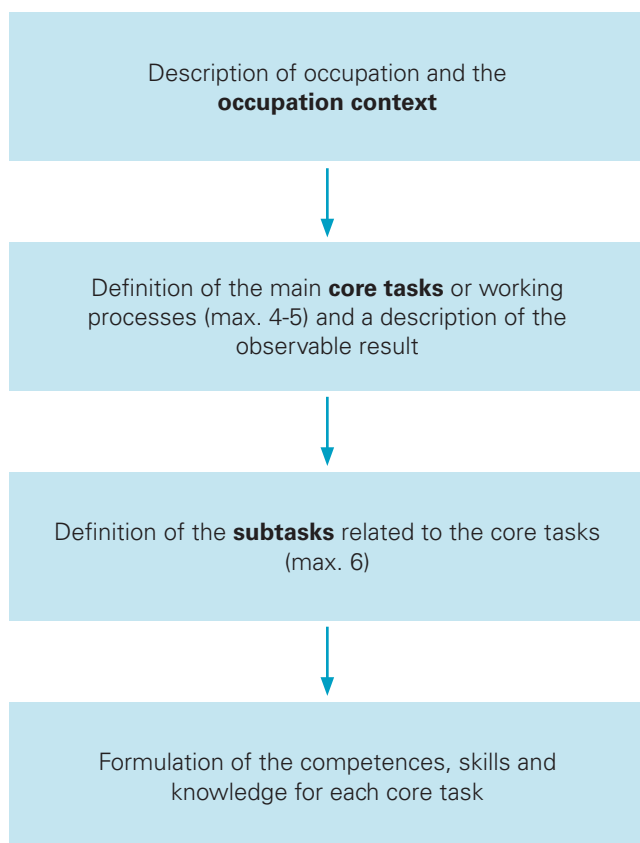 Description of occupation and the
occupation context
Definition of the main core tasks or working
processes (max. 4-5) and a description of the
observable result
Definition of the subtasks related to the core tasks
(max. 6)
Formulation of the competences, skills and
knowledge for each core task